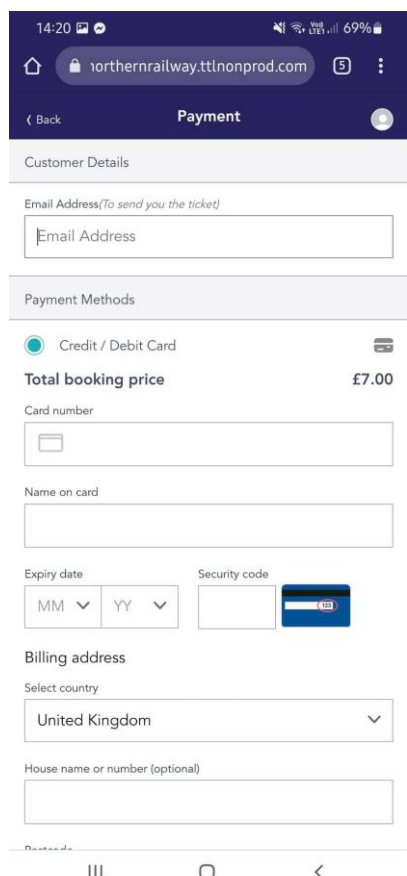 14:20 69%
northernrailway.ttlnonprod.com 5
Back Payment
Customer Details
Email Address(To send you the ticket)
Email Address
Payment Methods
Credit / Debit Card
Total booking price £7.00
Card number
Name on card
Expiry date Security code
MM YY 123
Billing address
Select country
United Kingdom
House name or number (optional)